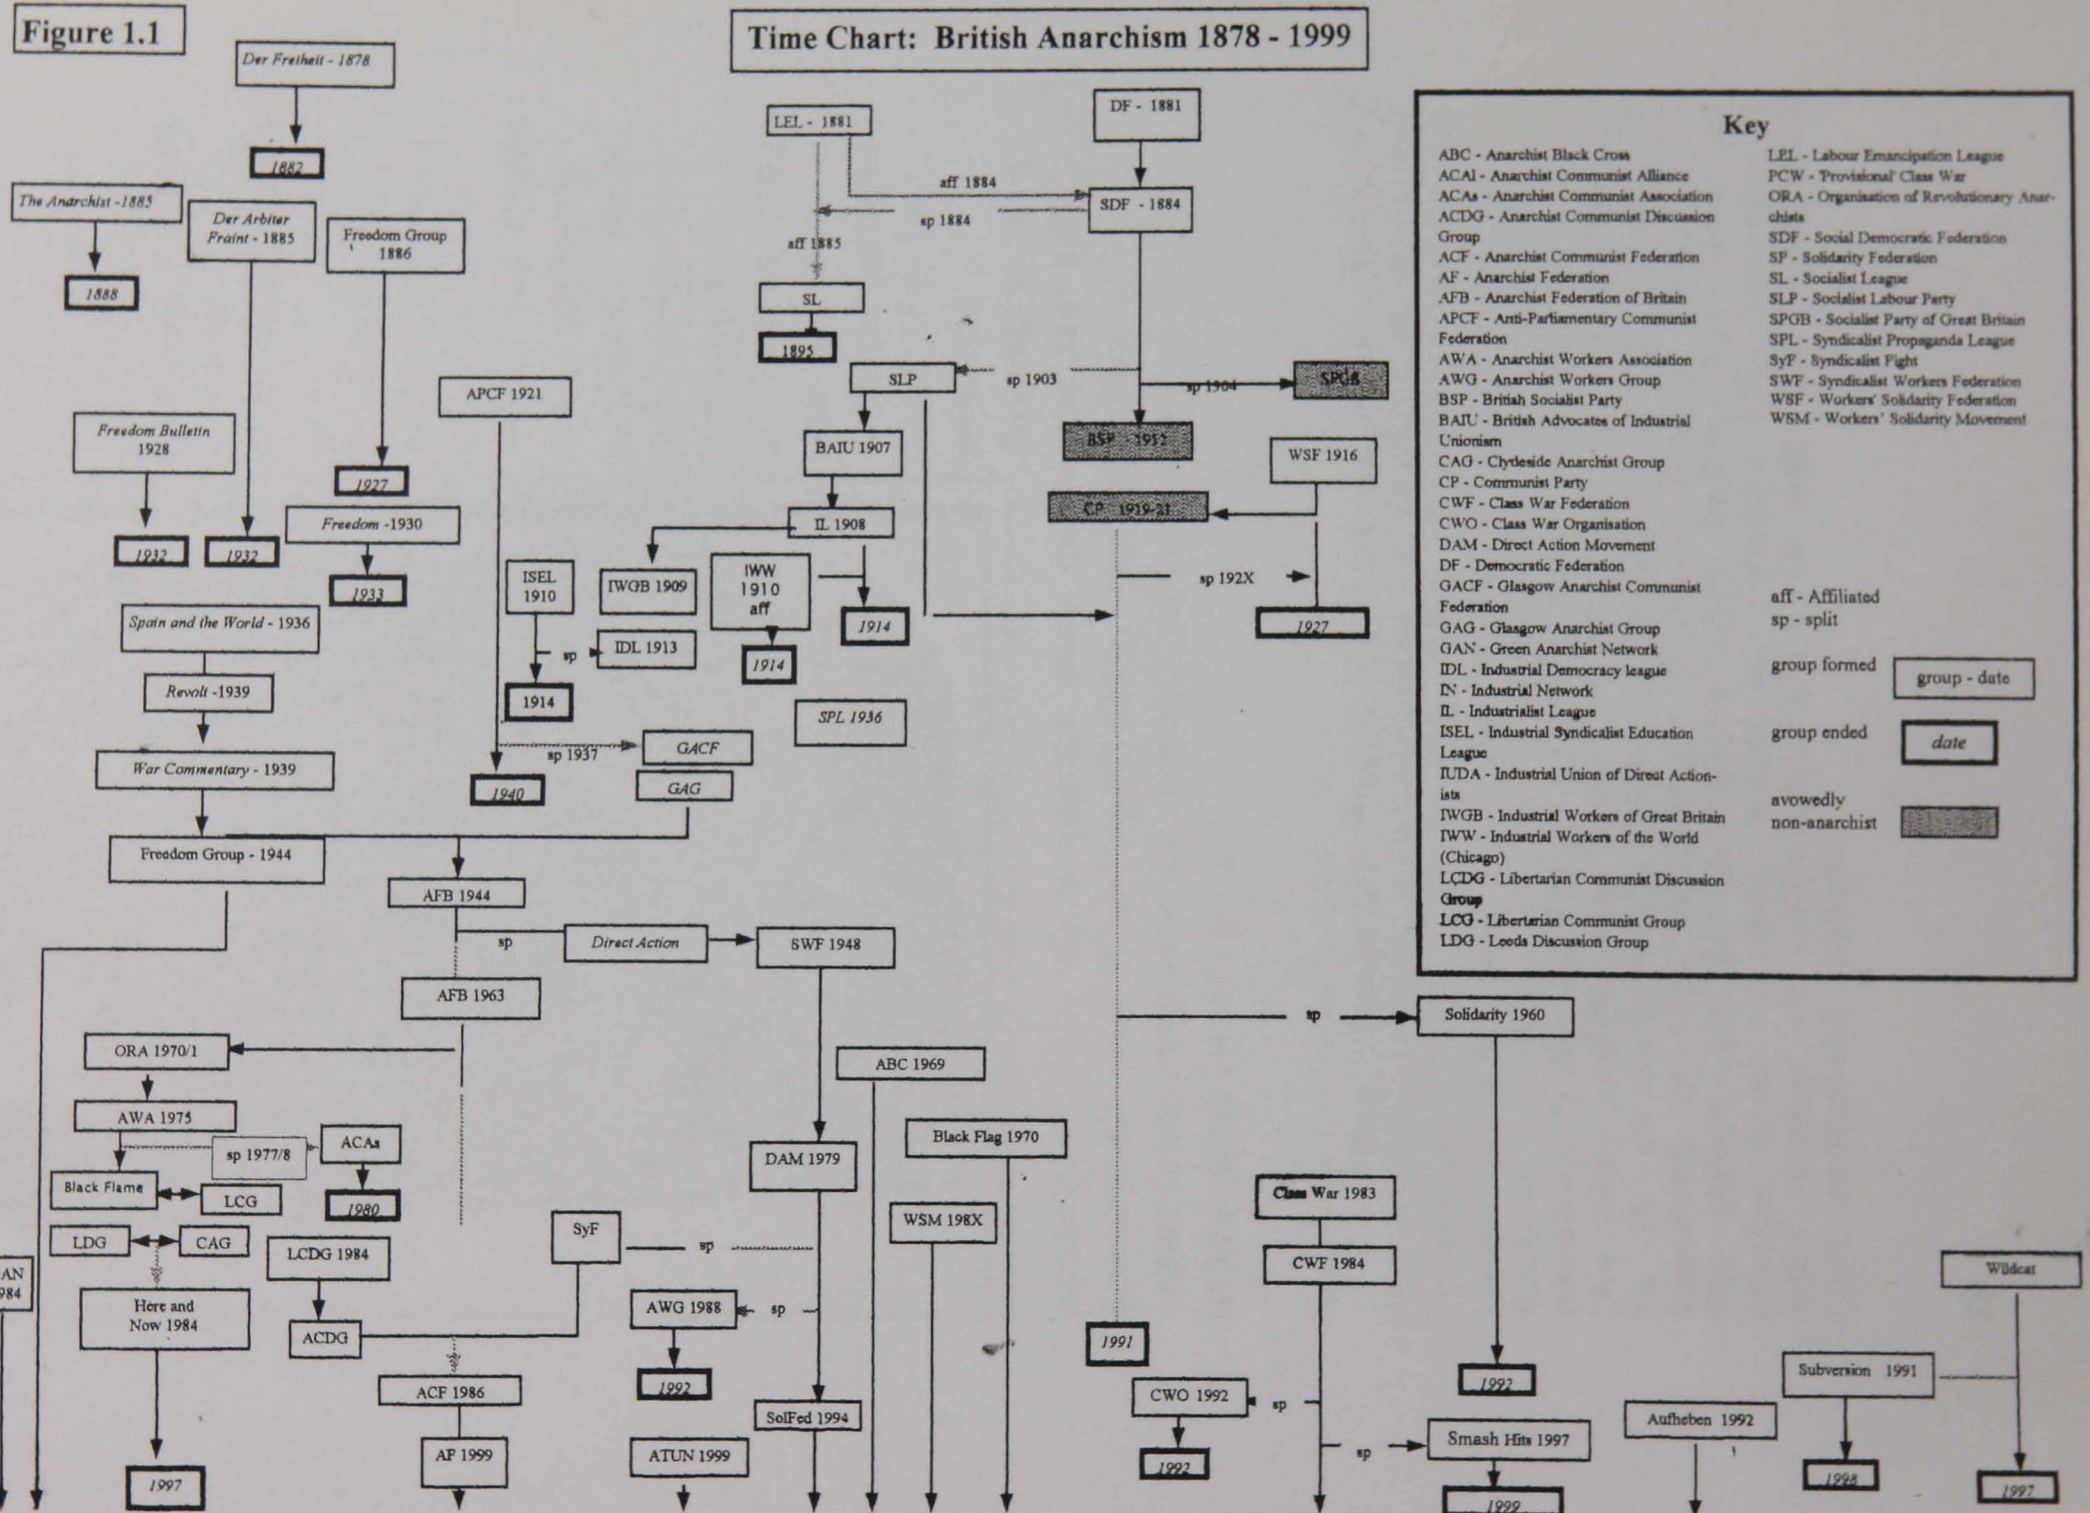 Figure 1.1
Time Chart: British Anarchism 1878 - 1999
Der Freiheit - 1878
1882
The Anarchist -1885
1888
Der Arbiter
Fraint - 1885
Freedom Group
1886
LEL - 1881
DF - 1881
aff 1884
SDF - 1884
sp 1884
aff 1885
SL
1895
SLP
sp 1903
sp 1904
SPGB
APCF 1921
Freedom Bulletin
1928
BAIU 1907
BSP - 1912
WSF 1916
1927
CP 1919-21
Freedom -1930
IL 1908
1932
1932
1933
ISEL
1910
IWGB 1909
IWW
1910
aff
sp 192X
1914
1927
Spain and the World - 1936
sp
IDL 1913
1914
Revolt -1939
1914
SPL 1936
sp 1937
GACF
War Commentary - 1939
1940
GAG
Freedom Group - 1944
AFB 1944
sp
Direct Action
SWF 1948
AFB 1963
sp
Solidarity 1960
ORA 1970/1
ABC 1969
AWA 1975
sp 1977/8
ACAs
Black Flag 1970
DAM 1979
Black Flame
LCG
1980
Class War 1983
WSM 198X
SyF
sp
LDG
CAG
LCDG 1984
CWF 1984
Wildcat
AN
984
Here and
Now 1984
AWG 1988
sp
ACDG
1991
ACF 1986
1992
CWO 1992
sp
1992
Subversion 1991
SolFed 1994
Aufheben 1992
AF 1999
ATUN 1999
1992
sp
Smash Hits 1997
1997
1998
1997
1999
Key
ABC - Anarchist Black Cross
ACAI - Anarchist Communist Alliance
ACAs - Anarchist Communist Association
ACDG - Anarchist Communist Discussion
Group
ACF - Anarchist Communist Federation
AF - Anarchist Federation
AFB - Anarchist Federation of Britain
APCF - Anti-Parliamentary Communist
Federation
AWA - Anarchist Workers Association
AWG - Anarchist Workers Group
BSP - British Socialist Party
BAIU - British Advocates of Industrial
Unionism
CAG - Clydeside Anarchist Group
CP - Communist Party
CWF - Class War Federation
CWO - Class War Organisation
DAM - Direct Action Movement
DF - Democratic Federation
GACF - Glasgow Anarchist Communist
Federation
GAG - Glasgow Anarchist Group
GAN - Green Anarchist Network
IDL - Industrial Democracy league
IN - Industrial Network
IL - Industrialist League
ISEL - Industrial Syndicalist Education
League
IUDA - Industrial Union of Direct Action-
ists
IWGB - Industrial Workers of Great Britain
IWW - Industrial Workers of the World
(Chicago)
LCDG - Libertarian Communist Discussion
Group
LCG - Libertarian Communist Group
LDG - Leeds Discussion Group
LEL - Labour Emancipation League
PCW - 'Provisional' Class War
ORA - Organisation of Revolutionary Anar-
chists
SDF - Social Democratic Federation
SF - Solidarity Federation
SL - Socialist League
SLP - Socialist Labour Party
SPGB - Socialist Party of Great Britain
SPL - Syndicalist Propaganda League
SyF - Syndicalist Fight
SWF - Syndicalist Workers Federation
WSF - Workers' Solidarity Federation
WSM - Workers' Solidarity Movement
aff - Affiliated
sp - split
group formed
group - date
group ended
date
avowedly
non-anarchist